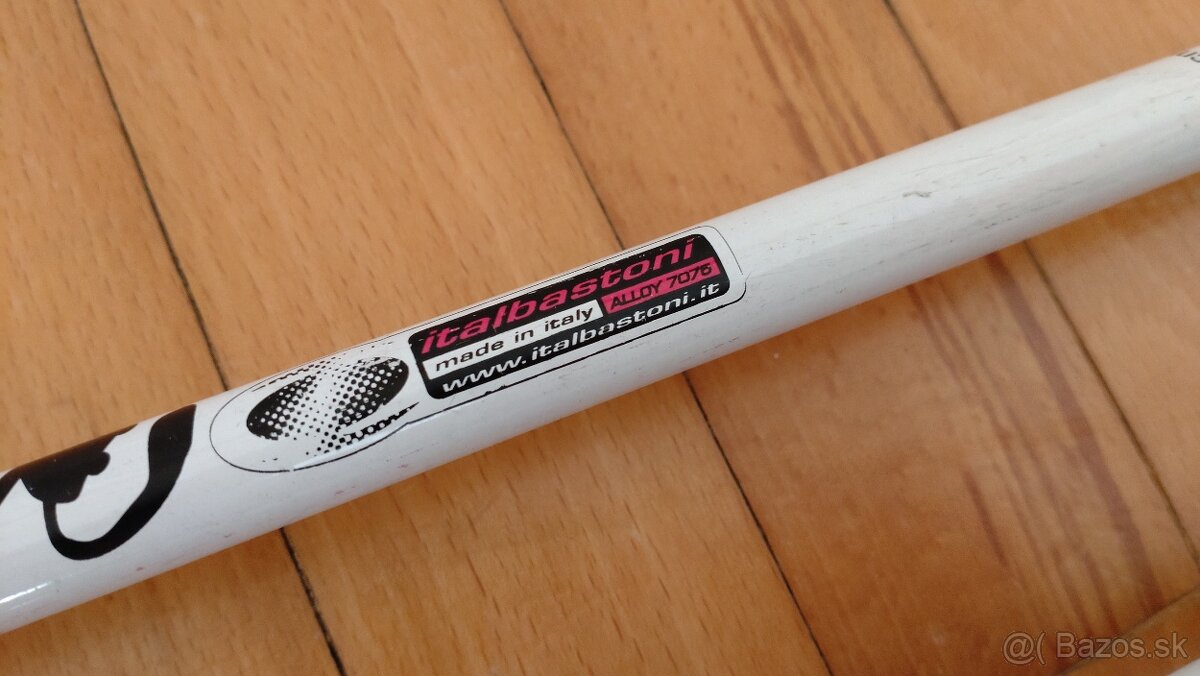 italbastoni
made in italy ALLOY 7075
www.italbastoni.it
@( Bazos.sk